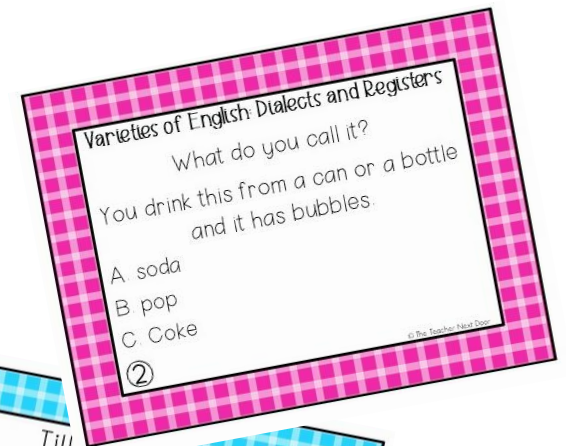 Varieties of English: Dialects and Registers
What do you call it?
You drink this from a can or a bottle
and it has bubbles.
A. soda
B. pop
C. Coke
© The Teacher Next Door
2
Till